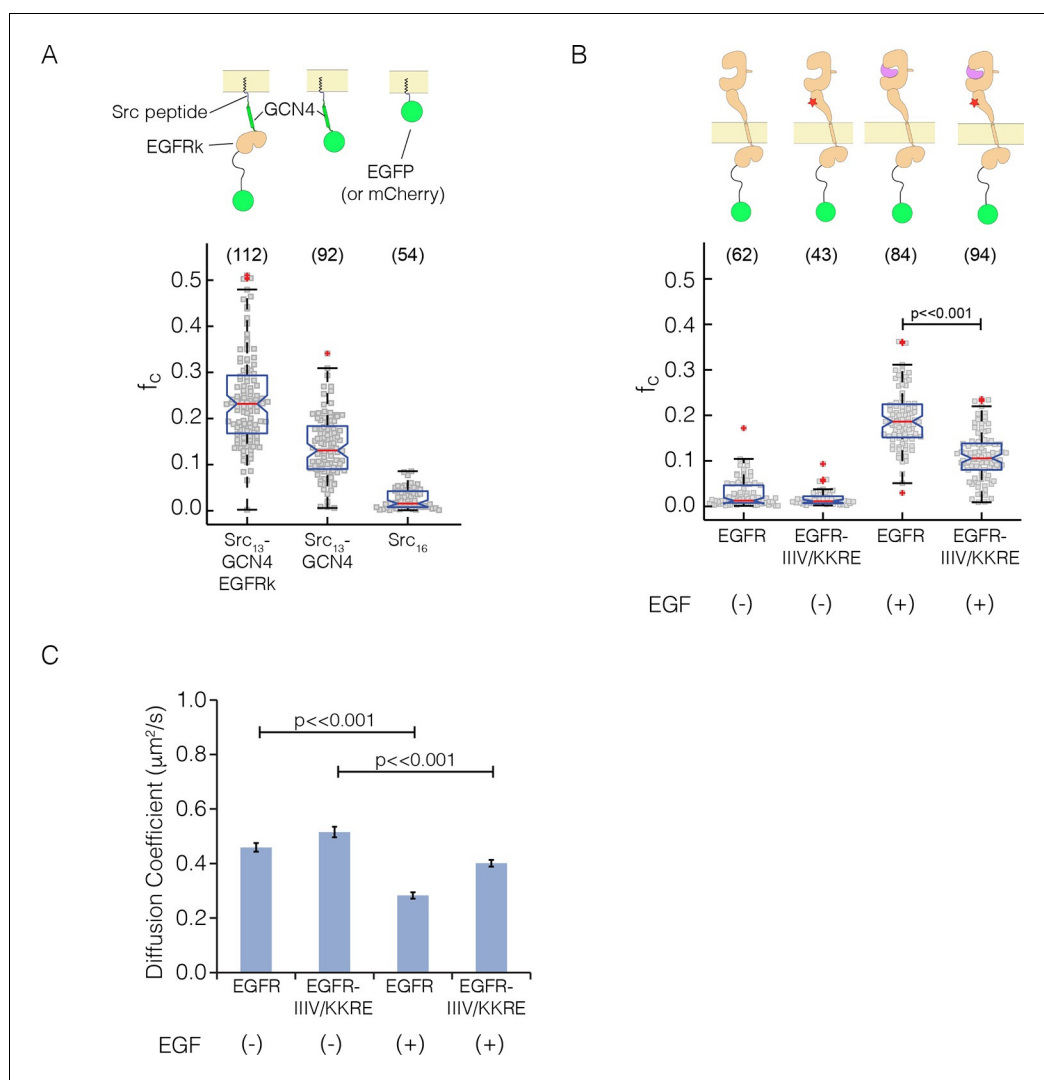 A
Src peptide
GCN4
EGFRk
EGFP
(or mCherry)
(112) (92) (54)
0.5
0.4
0.3
0.2
0.1
0.0
fC
Src13-
GCN4
EGFRk
Src13-
GCN4
Src16
B
(62) (43) (84) (94)
p<<0.001
0.5
0.4
0.3
0.2
0.1
0.0
fC
EGFR
EGFR-
IIIV/KKRE
EGFR
EGFR-
IIIV/KKRE
EGF (-) (-) (+) (+)
C
1.0
0.8
0.6
0.4
0.2
0.0
Diffusion Coefficient (µm²/s)
p<<0.001
p<<0.001
EGFR
EGFR-
IIIV/KKRE
EGFR
EGFR-
IIIV/KKRE
EGF (-) (-) (+) (+)